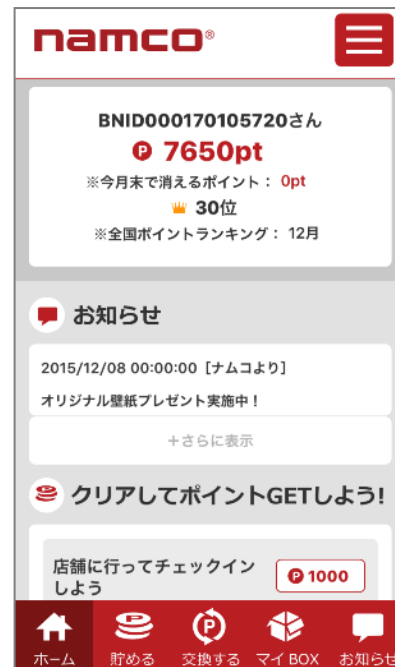 namco®
BNID000170105720さん
P 7650pt
※今月末で消えるポイント： 0pt
30位
※全国ポイントランキング： 12月
お知らせ
2015/12/08 00:00:00 [ナムコより]
オリジナル壁紙プレゼント実施中！
+さらに表示
クリアしてポイントGETしよう!
店舗に行ってチェックイン
しよう
P 1000
P
ホーム 貯める 交換する マイBOX お知らせ